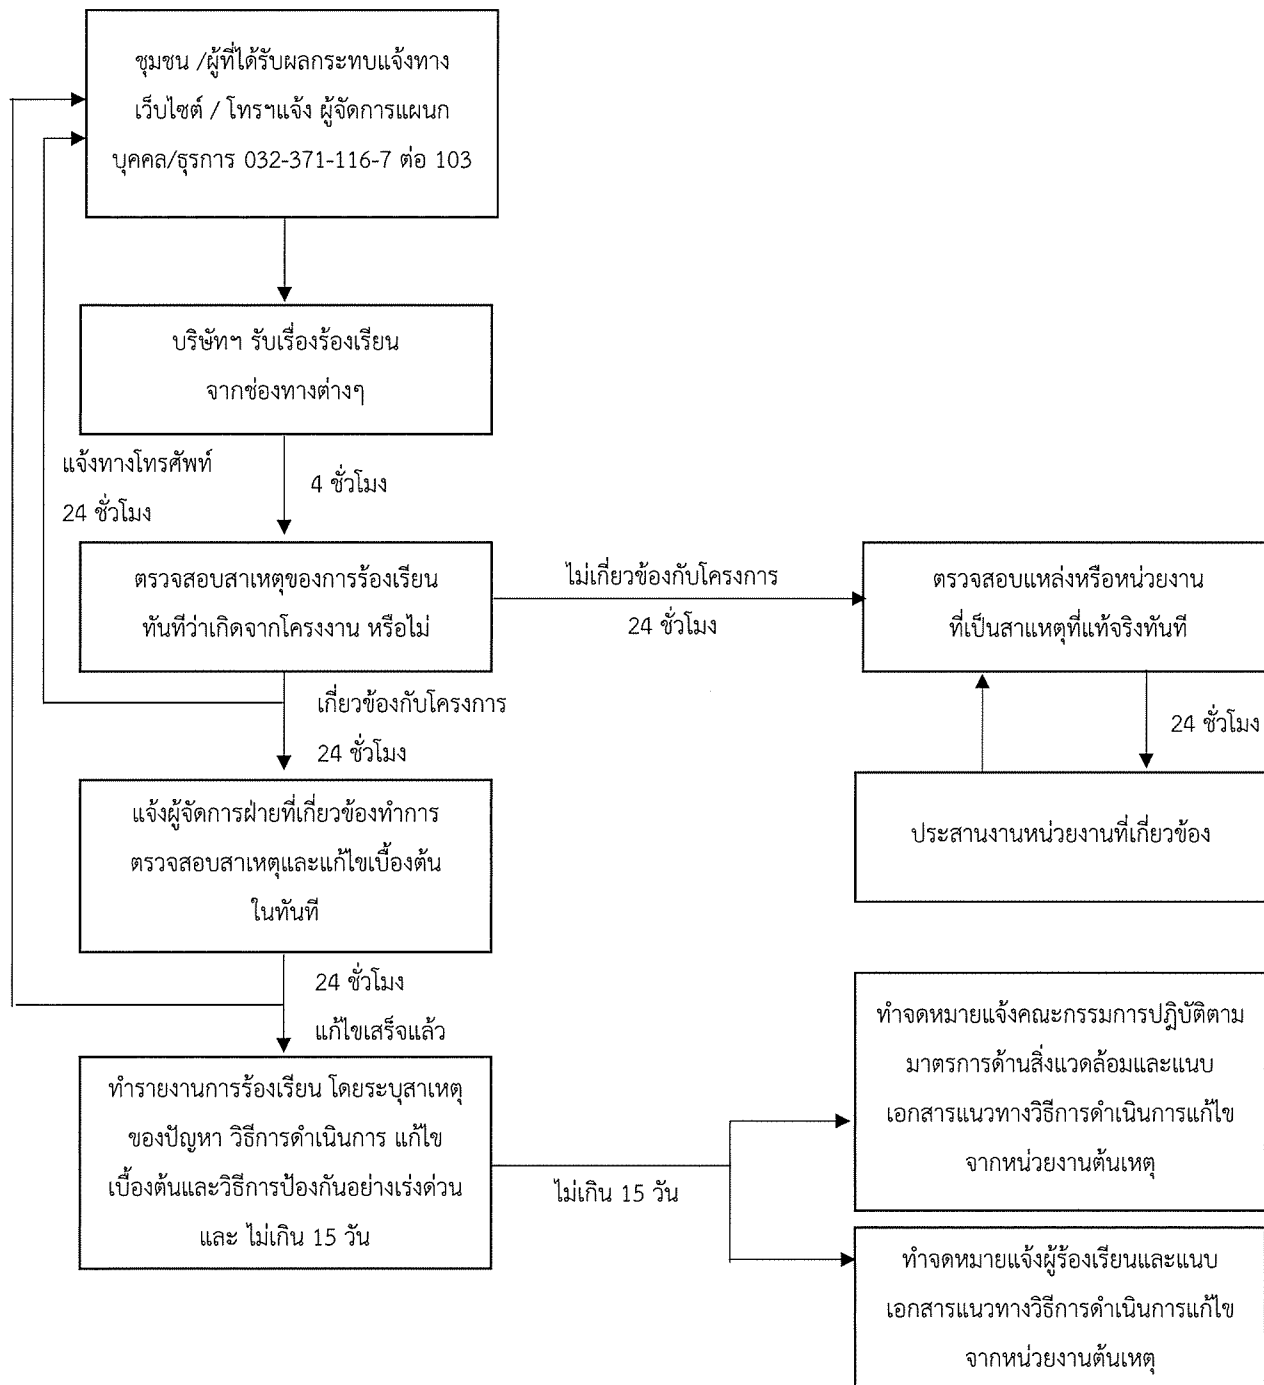 ชุมชน /ผู้ที่ได้รับผลกระทบแจ้งทาง
เว็บไซต์ / โทรฯแจ้ง ผู้จัดการแผนก
บุคคล/ธุรการ 032-371-116-7 ต่อ 103
บริษัทฯ รับเรื่องร้องเรียน
จากช่องทางต่างๆ
แจ้งทางโทรศัพท์
24 ชั่วโมง
4 ชั่วโมง
ตรวจสอบสาเหตุของการร้องเรียน
ทันทีว่าเกิดจากโครงงาน หรือไม่
ไม่เกี่ยวข้องกับโครงการ
24 ชั่วโมง
ตรวจสอบแหล่งหรือหน่วยงาน
ที่เป็นสาแหตุที่แท้จริงทันที
เกี่ยวข้องกับโครงการ
24 ชั่วโมง
24 ชั่วโมง
แจ้งผู้จัดการฝ่ายที่เกี่ยวข้องทำการ
ตรวจสอบสาเหตุและแก้ไขเบื้องต้น
ในทันที
ประสานงานหน่วยงานที่เกี่ยวข้อง
24 ชั่วโมง
แก้ไขเสร็จแล้ว
ทำรายงานการร้องเรียน โดยระบุสาเหตุ
ของปัญหา วิธีการดำเนินการ แก้ไข
เบื้องต้นและวิธีการป้องกันอย่างเร่งด่วน
และ ไม่เกิน 15 วัน
ไม่เกิน 15 วัน
ทำจดหมายแจ้งคณะกรรมการปฎิบัติตาม
มาตรการด้านสิ่งแวดล้อมและแนบ
เอกสารแนวทางวิธีการดำเนินการแก้ไข
จากหน่วยงานต้นเหตุ
ทำจดหมายแจ้งผู้ร้องเรียนและแนบ
เอกสารแนวทางวิธีการดำเนินการแก้ไข
จากหน่วยงานต้นเหตุ